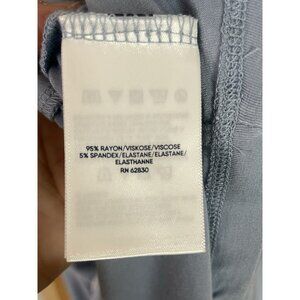 95% RAYON/VISKOSE/VISCOSE
5% SPANDEX/ELASTANE/ELASTANE/
ELASTHANNE
RN 62830